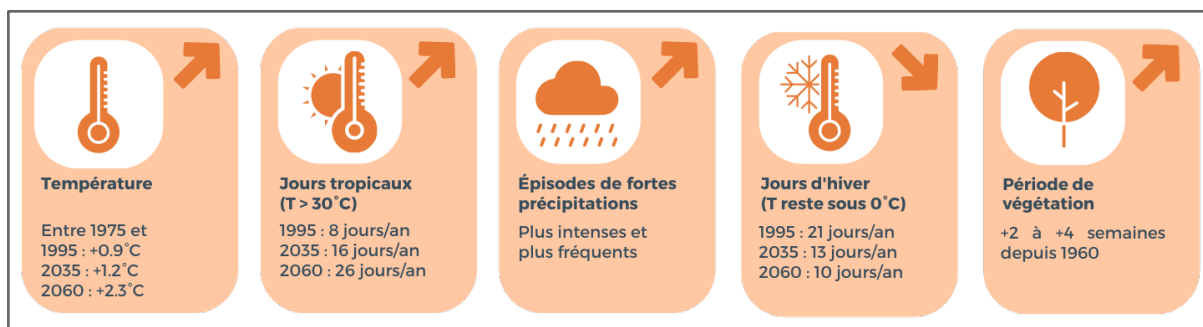 Température
Entre 1975 et
1995 : +0.9°C
2035 : +1.2°C
2060 : +2.3°C
Jours tropicaux
(T > 30°C)
1995 : 8 jours/an
2035 : 16 jours/an
2060 : 26 jours/an
Épisodes de fortes
précipitations
Plus intenses et
plus fréquents
Jours d'hiver
(T reste sous 0°C)
1995 : 21 jours/an
2035 : 13 jours/an
2060 : 10 jours/an
Période de
végétation
+2 à +4 semaines
depuis 1960